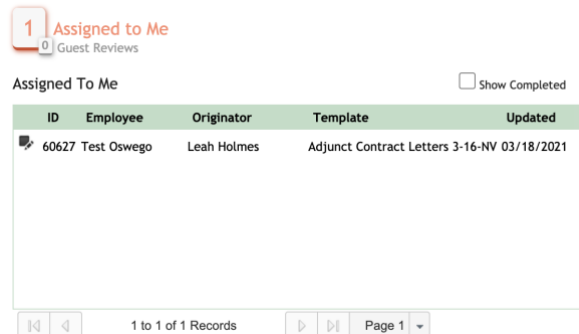 1 Assigned to Me
0 Guest Reviews
Assigned To Me Show Completed
ID Employee Originator Template Updated
60627 Test Oswego Leah Holmes Adjunct Contract Letters 3-16-NV 03/18/2021
1 to 1 of 1 Records Page 1